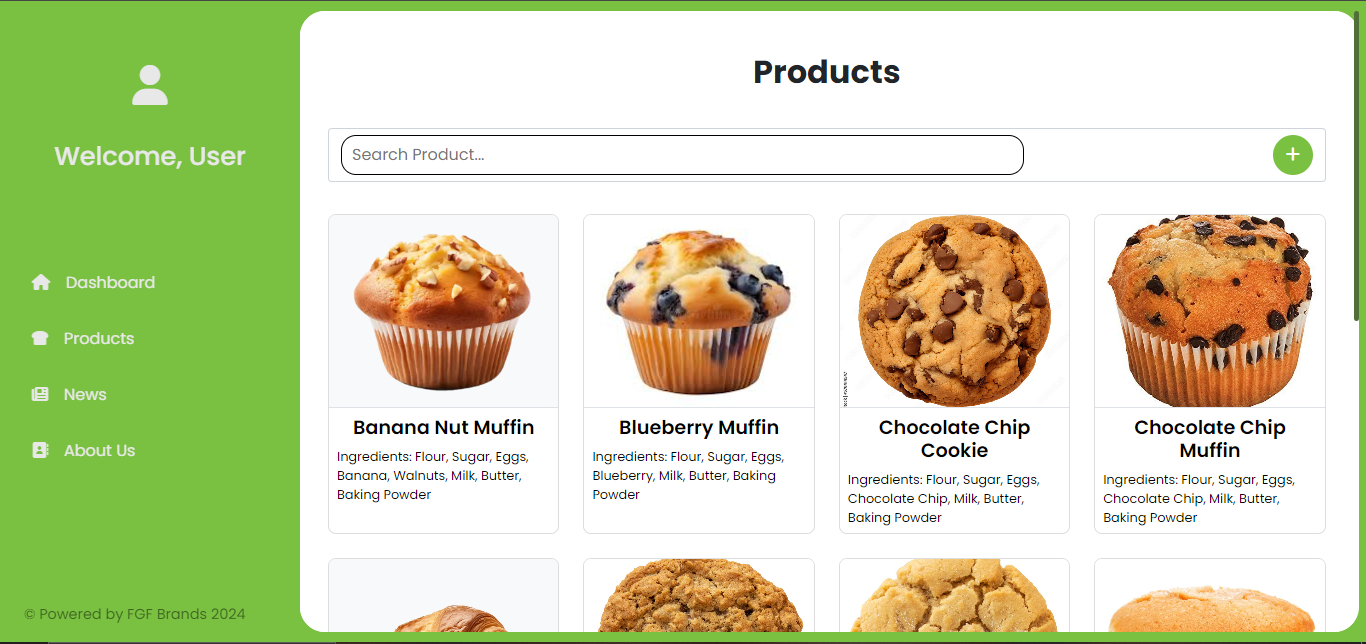 Welcome, User
Dashboard
Products
News
About Us
© Powered by FGF Brands 2024
Products
Search Product...
+
Banana Nut Muffin
Ingredients: Flour, Sugar, Eggs,
Banana, Walnuts, Milk, Butter,
Baking Powder
Blueberry Muffin
Ingredients: Flour, Sugar, Eggs,
Blueberry, Milk, Butter, Baking
Powder
Chocolate Chip
Cookie
Ingredients: Flour, Sugar, Eggs,
Chocolate Chip, Milk, Butter,
Baking Powder
Chocolate Chip
Muffin
Ingredients: Flour, Sugar, Eggs,
Chocolate Chip, Milk, Butter,
Baking Powder